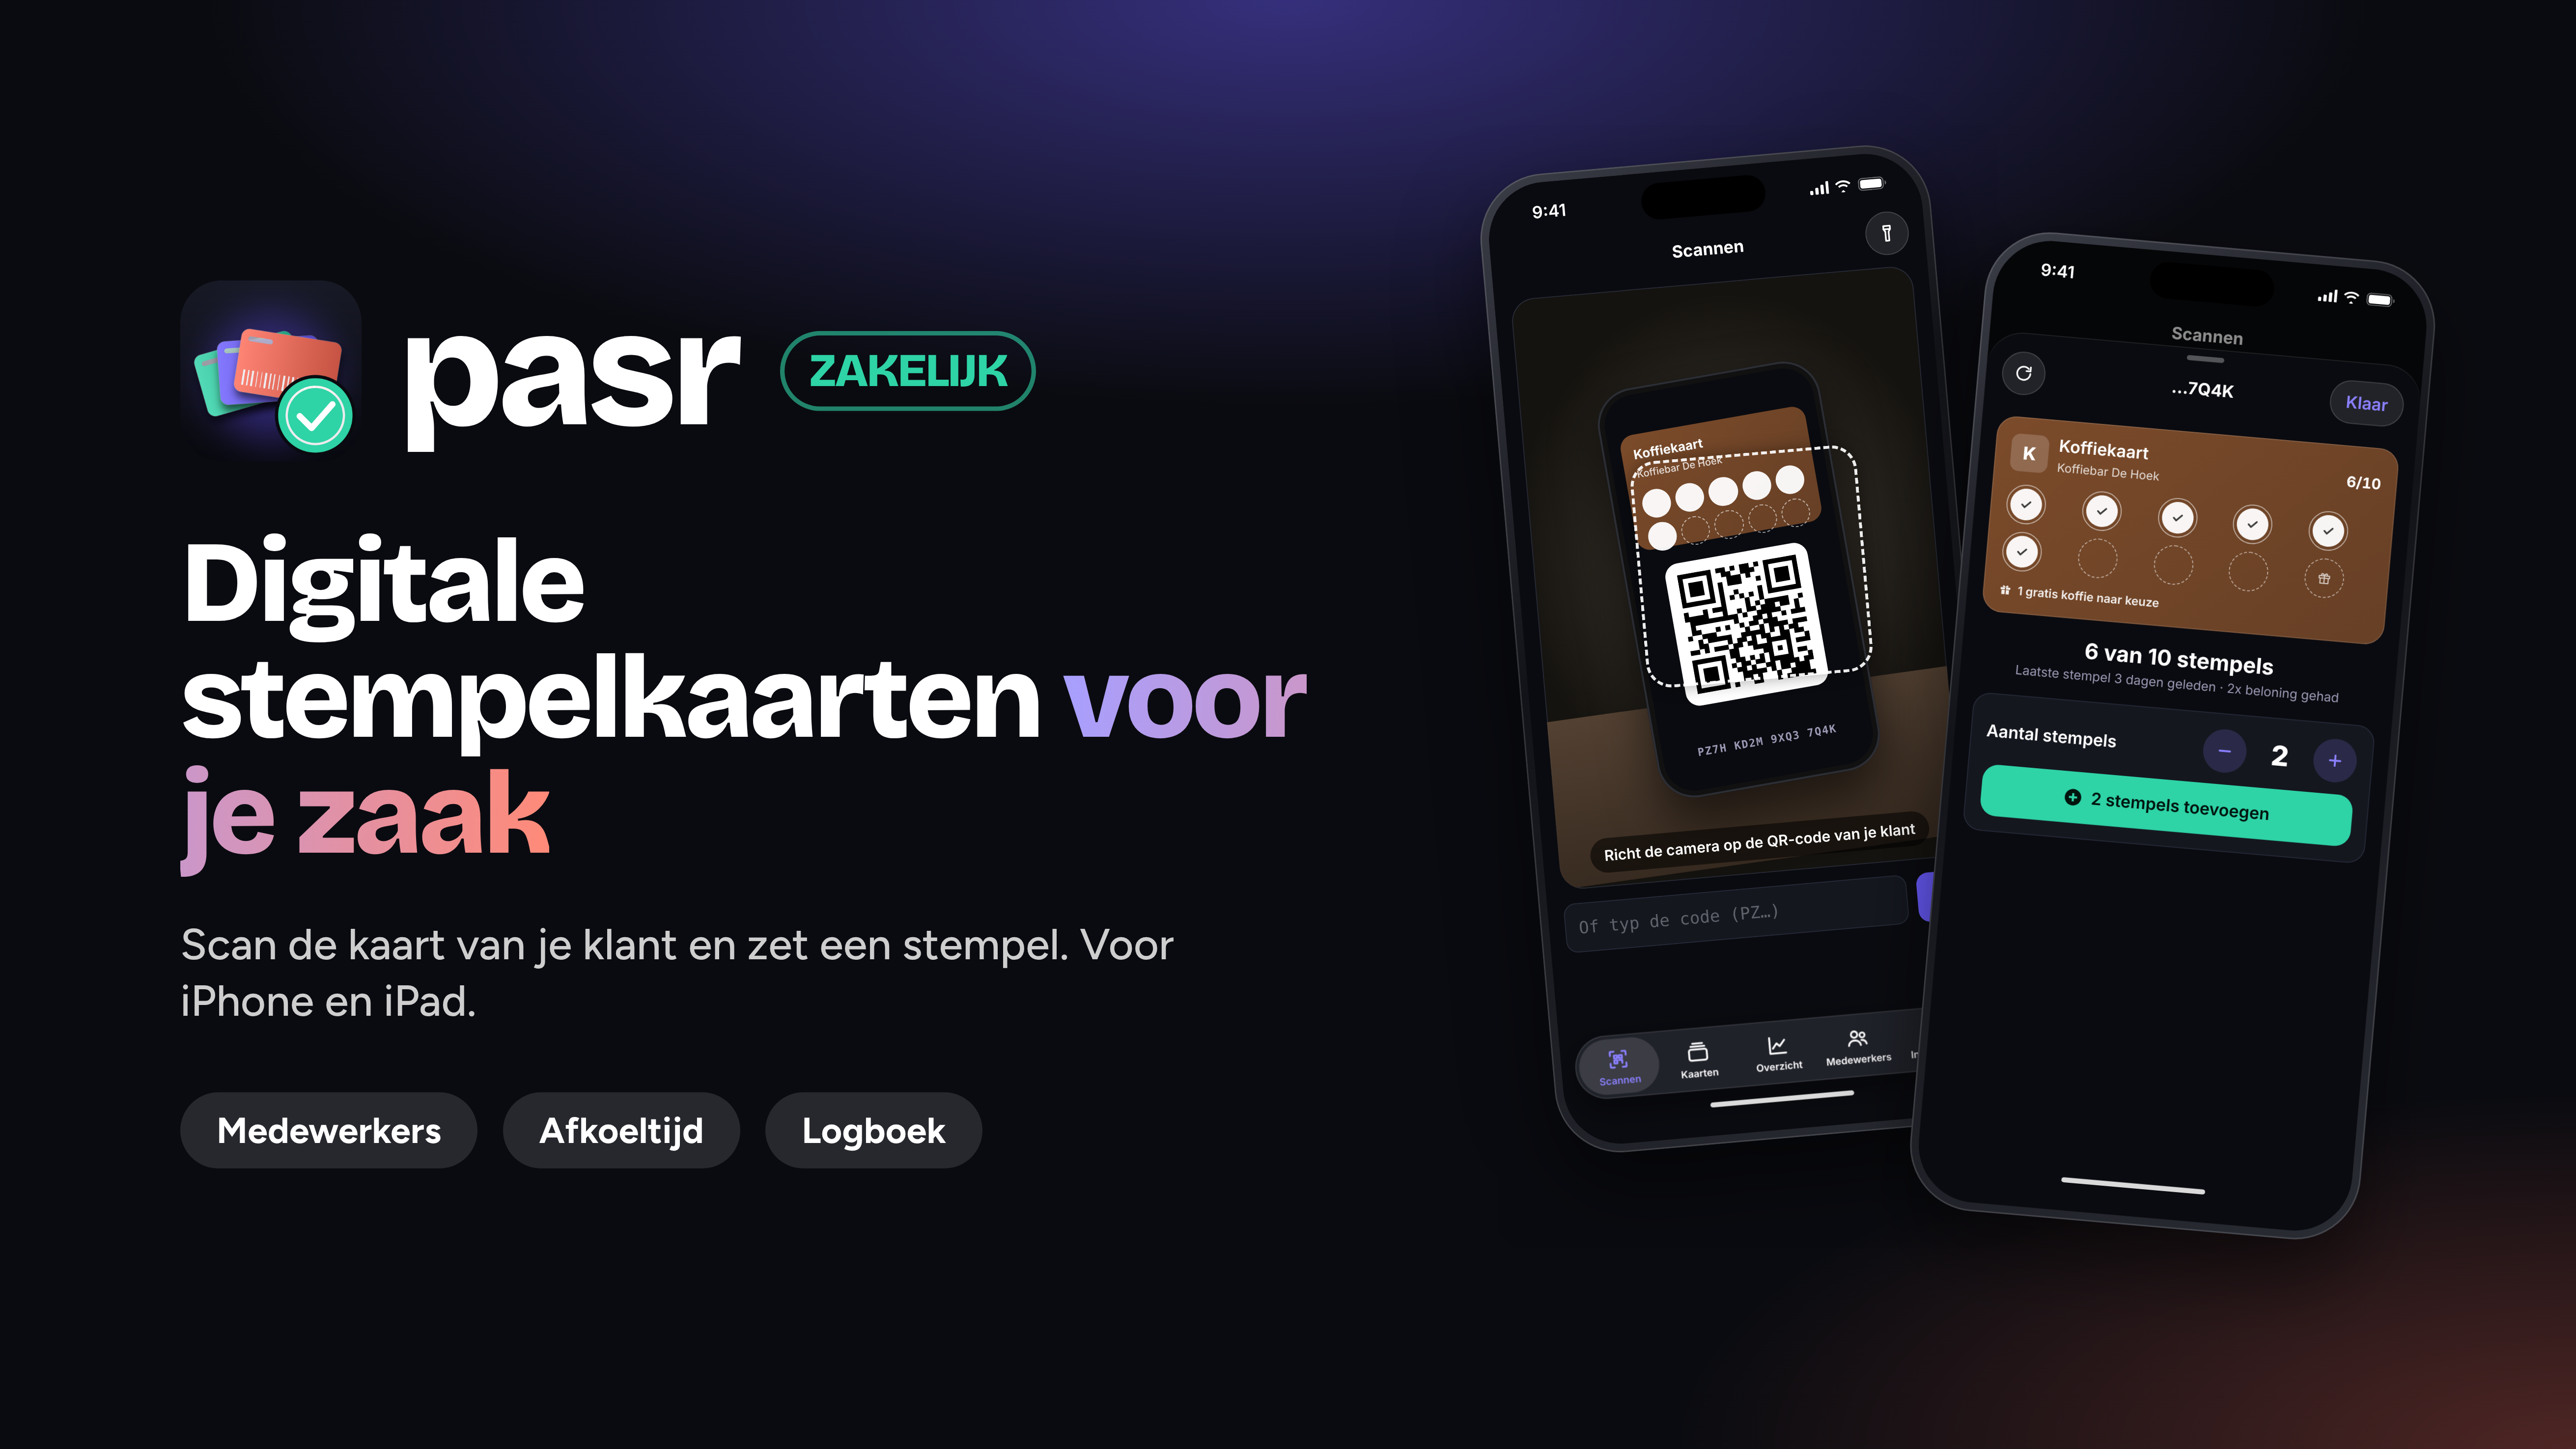 pasr
ZAKELIJK
Digitale
stempelkaarten voor
je zaak
Scan de kaart van je klant en zet een stempel. Voor
iPhone en iPad.
Medewerkers
Afkoeltijd
Logboek
9:41
Scannen
Koffiekaart
Koffiebar De Hoek
PZ7H KD2M 9XQ3 7Q4K
Richt de camera op de QR-code van je klant
Of typ de code (PZ…)
Scannen
Kaarten
Overzicht
Medewerkers
9:41
Scannen
...7Q4K
Klaar
K
Koffiekaart
Koffiebar De Hoek
6/10
1 gratis koffie naar keuze
6 van 10 stempels
Laatste stempel 3 dagen geleden · 2x beloning gehad
Aantal stempels
2
2 stempels toevoegen